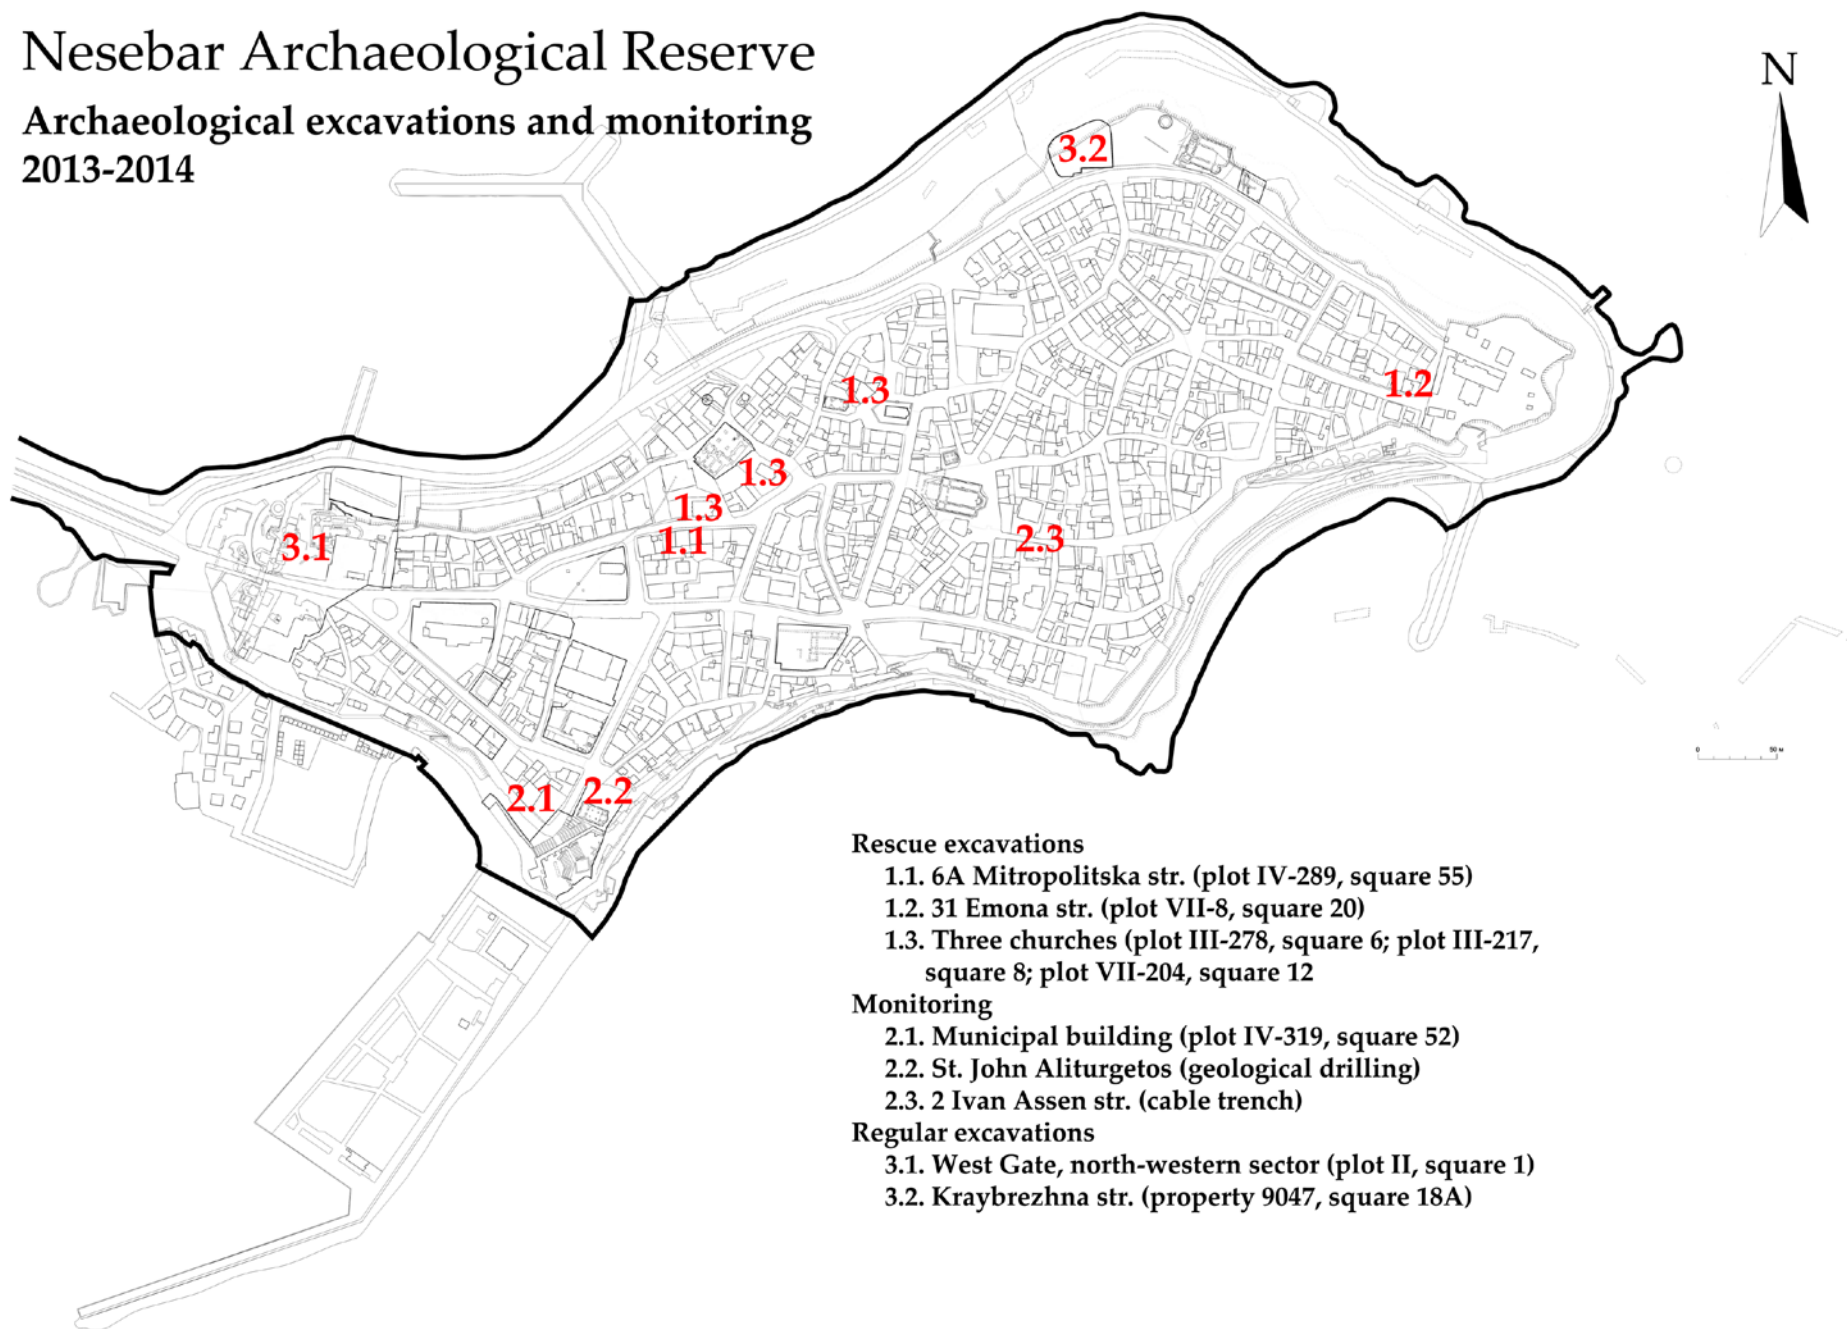 Nesebar Archaeological Reserve
Archaeological excavations and monitoring
2013-2014
N
3.2
1.3
1.2
1.3
1.3
1.1
2.3
3.1
2.1
2.2
0 50 м
Rescue excavations
1.1. 6A Mitropolitska str. (plot IV-289, square 55)
1.2. 31 Emona str. (plot VII-8, square 20)
1.3. Three churches (plot III-278, square 6; plot III-217,
square 8; plot VII-204, square 12
Monitoring
2.1. Municipal building (plot IV-319, square 52)
2.2. St. John Aliturgetos (geological drilling)
2.3. 2 Ivan Assen str. (cable trench)
Regular excavations
3.1. West Gate, north-western sector (plot II, square 1)
3.2. Kraybrezhna str. (property 9047, square 18A)